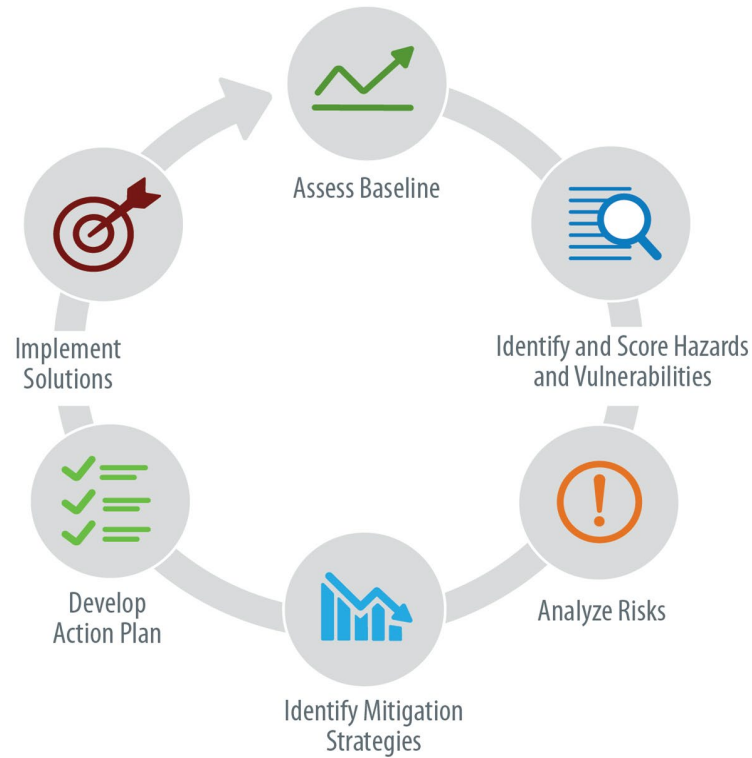 Assess Baseline
Identify and Score Hazards
and Vulnerabilities
Analyze Risks
Identify Mitigation
Strategies
Develop
Action Plan
Implement
Solutions